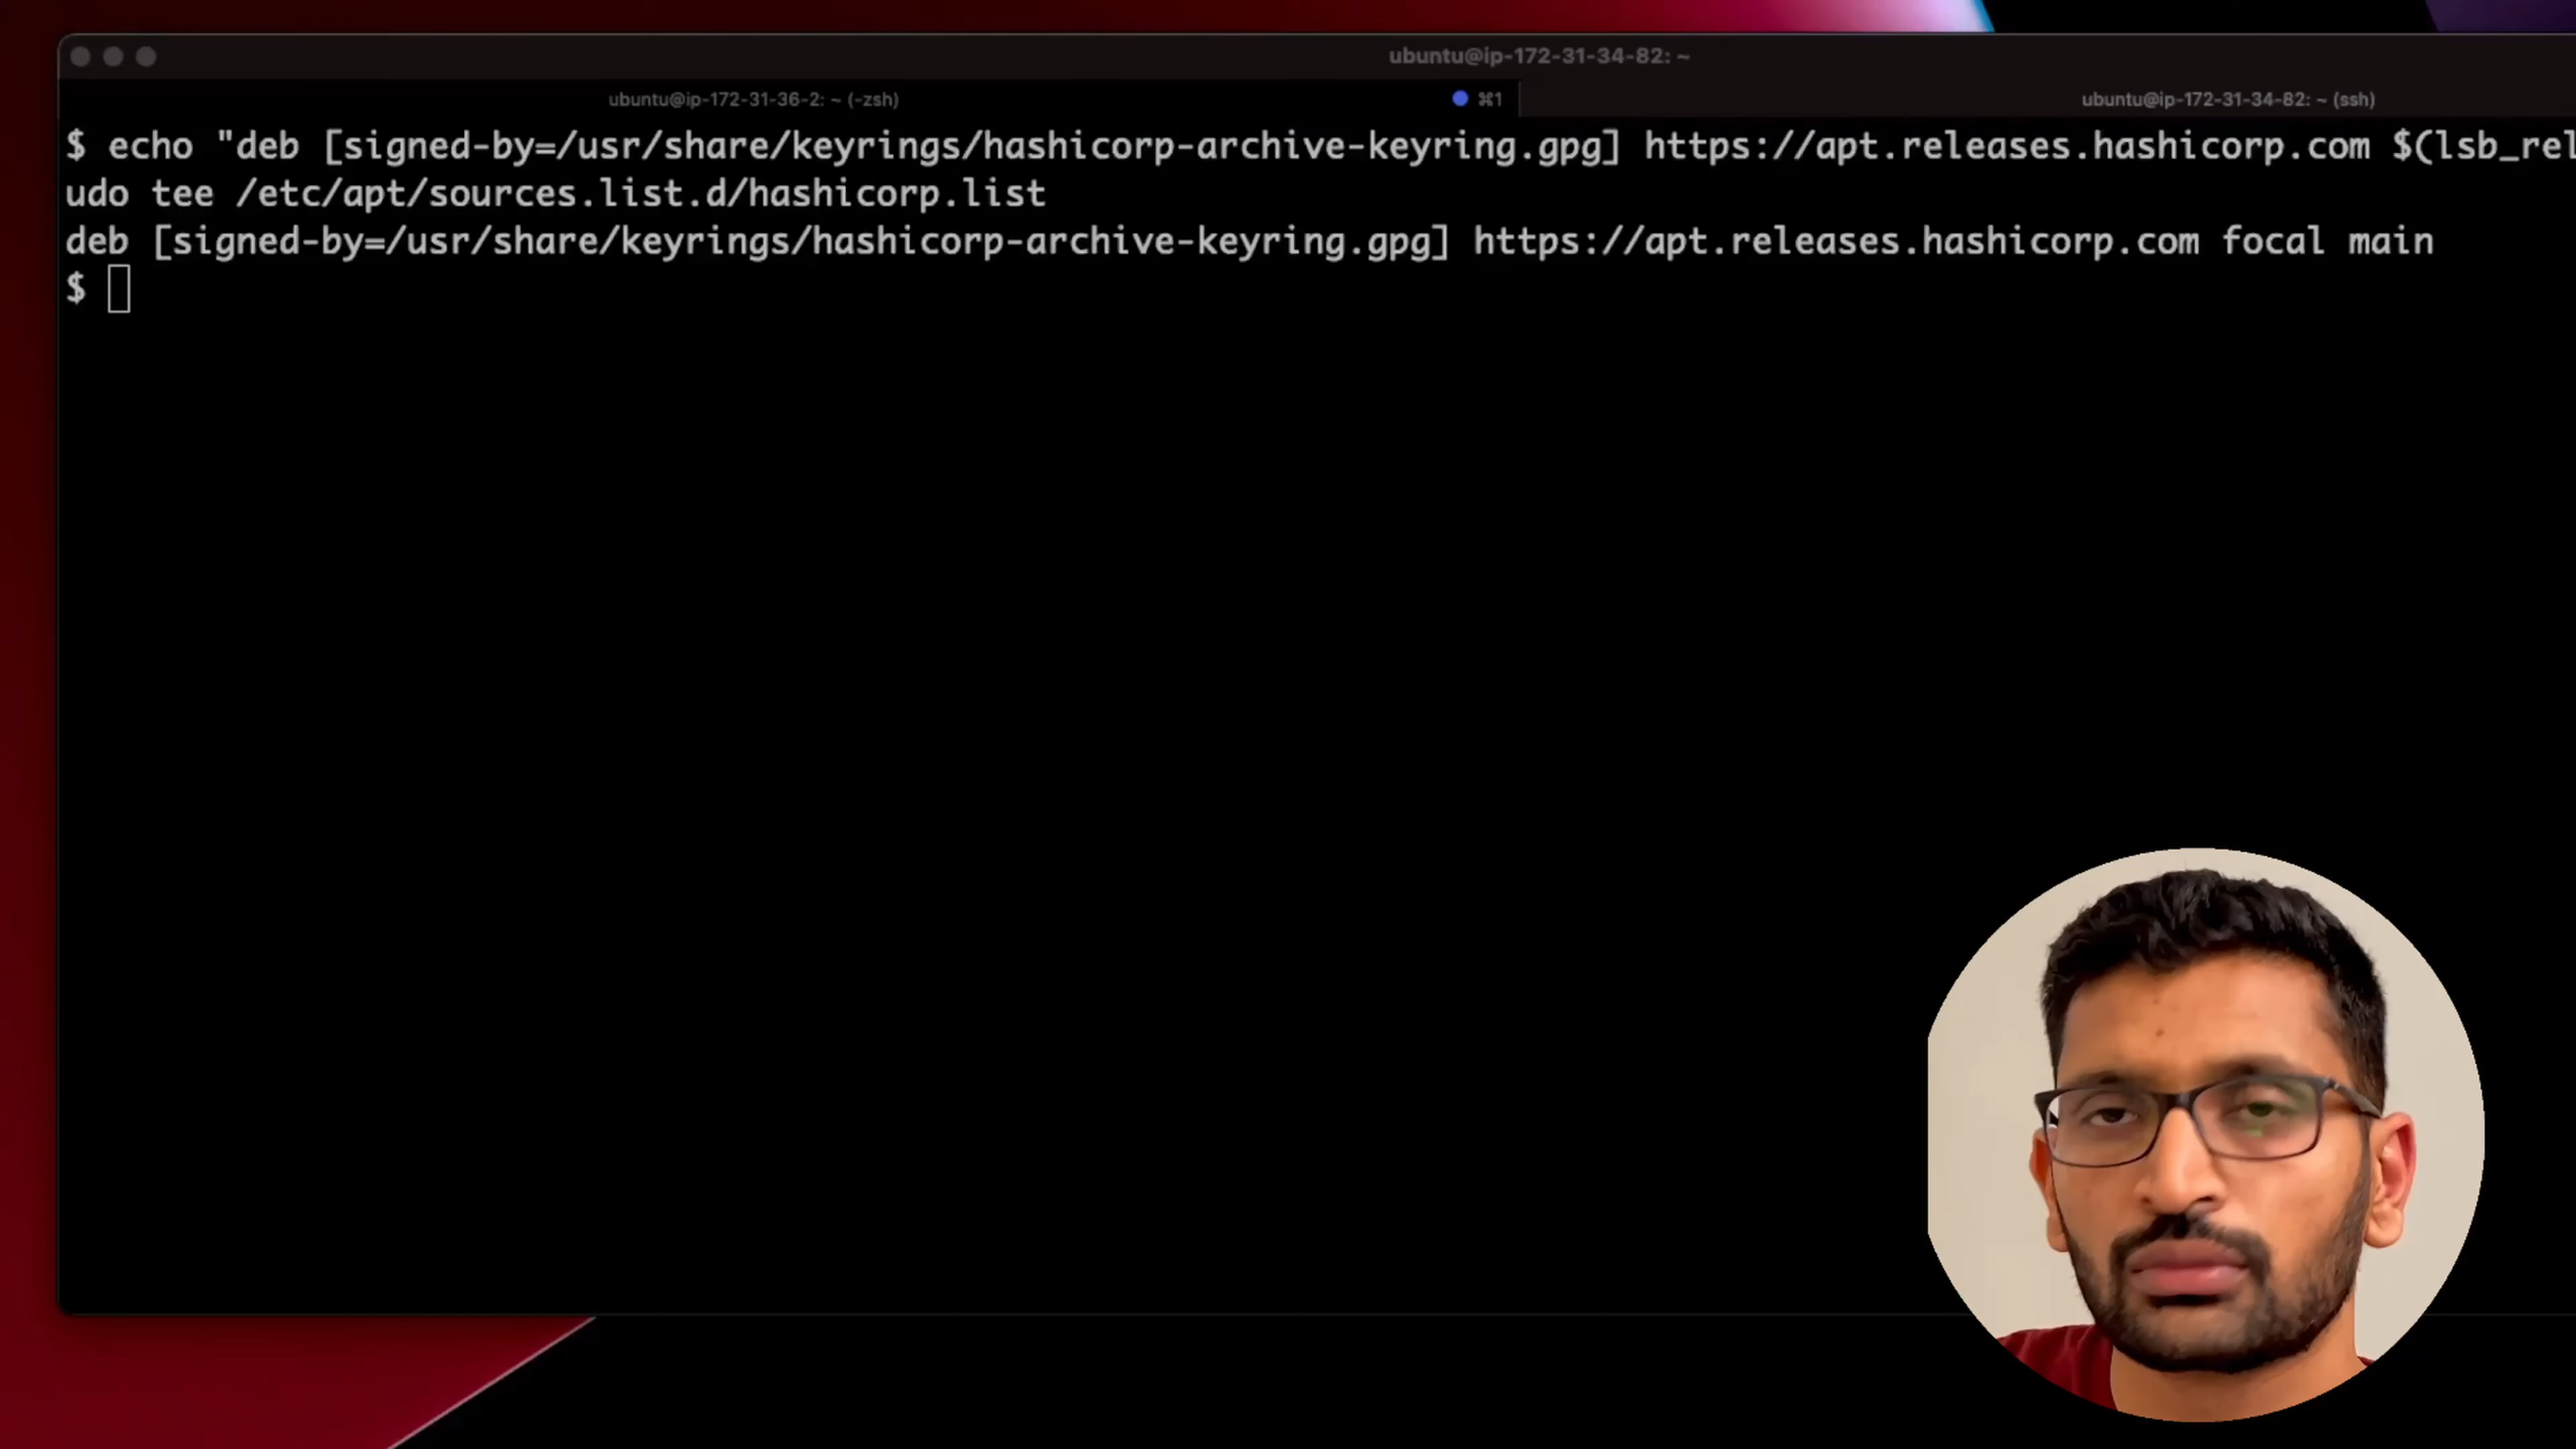 ubuntu@ip-172-31-34-82: ~
ubuntu@ip-172-31-36-2: ~ (-zsh) ⌘1 ubuntu@ip-172-31-34-82: ~ (ssh)
$ echo "deb [signed-by=/usr/share/keyrings/hashicorp-archive-keyring.gpg] https://apt.releases.hashicorp.com $(lsb_rel
udo tee /etc/apt/sources.list.d/hashicorp.list
deb [signed-by=/usr/share/keyrings/hashicorp-archive-keyring.gpg] https://apt.releases.hashicorp.com focal main
$